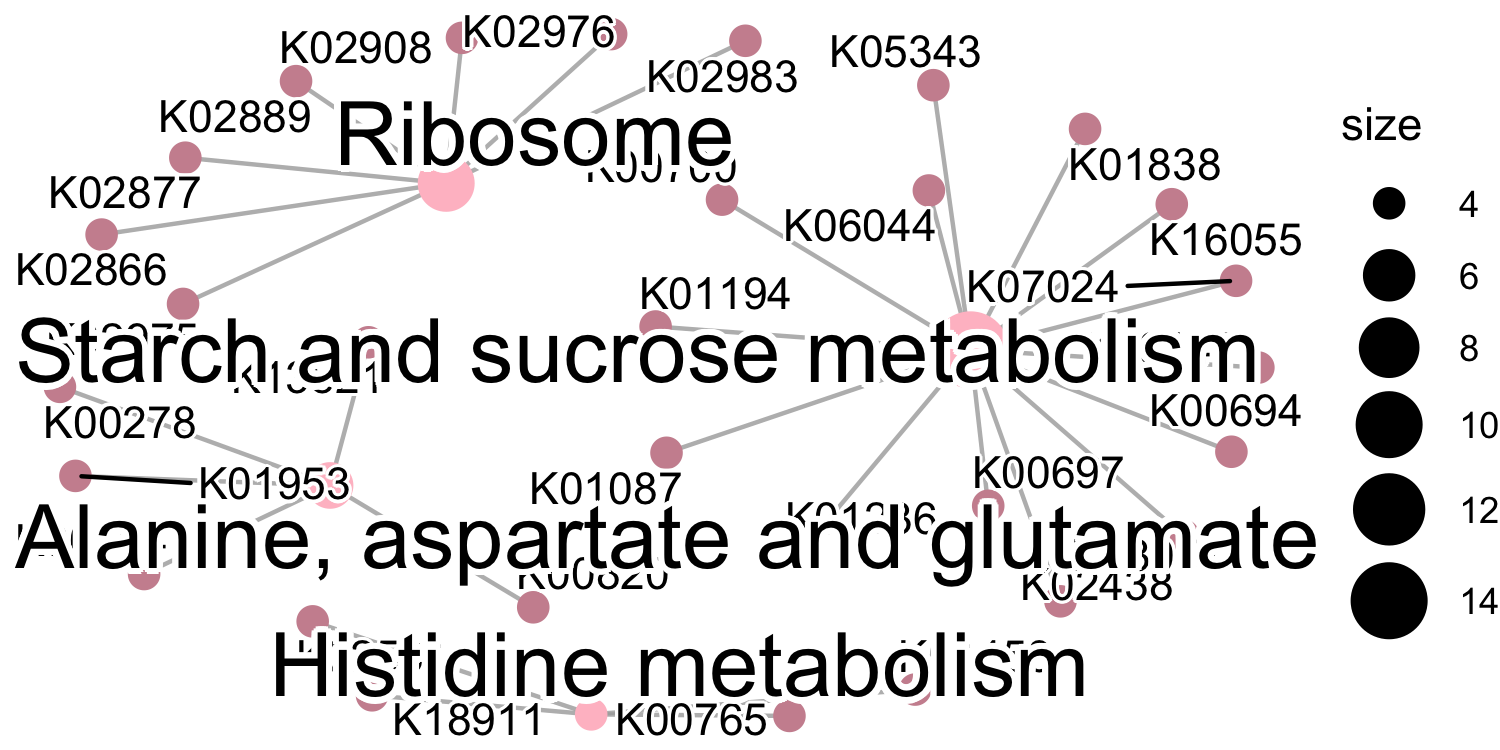 K02908
K02976
K02983
K05343
K02889
Ribosome
size
K01838
K02877
4
K06044
K16055
K02866
K01194
K07024
6
Starch and sucrose metabolism
8
K00278
K00694
10
K01953
K01087
K00697
12
Alanine, aspartate and glutamate
K02438
14
Histidine metabolism
K18911
K00765